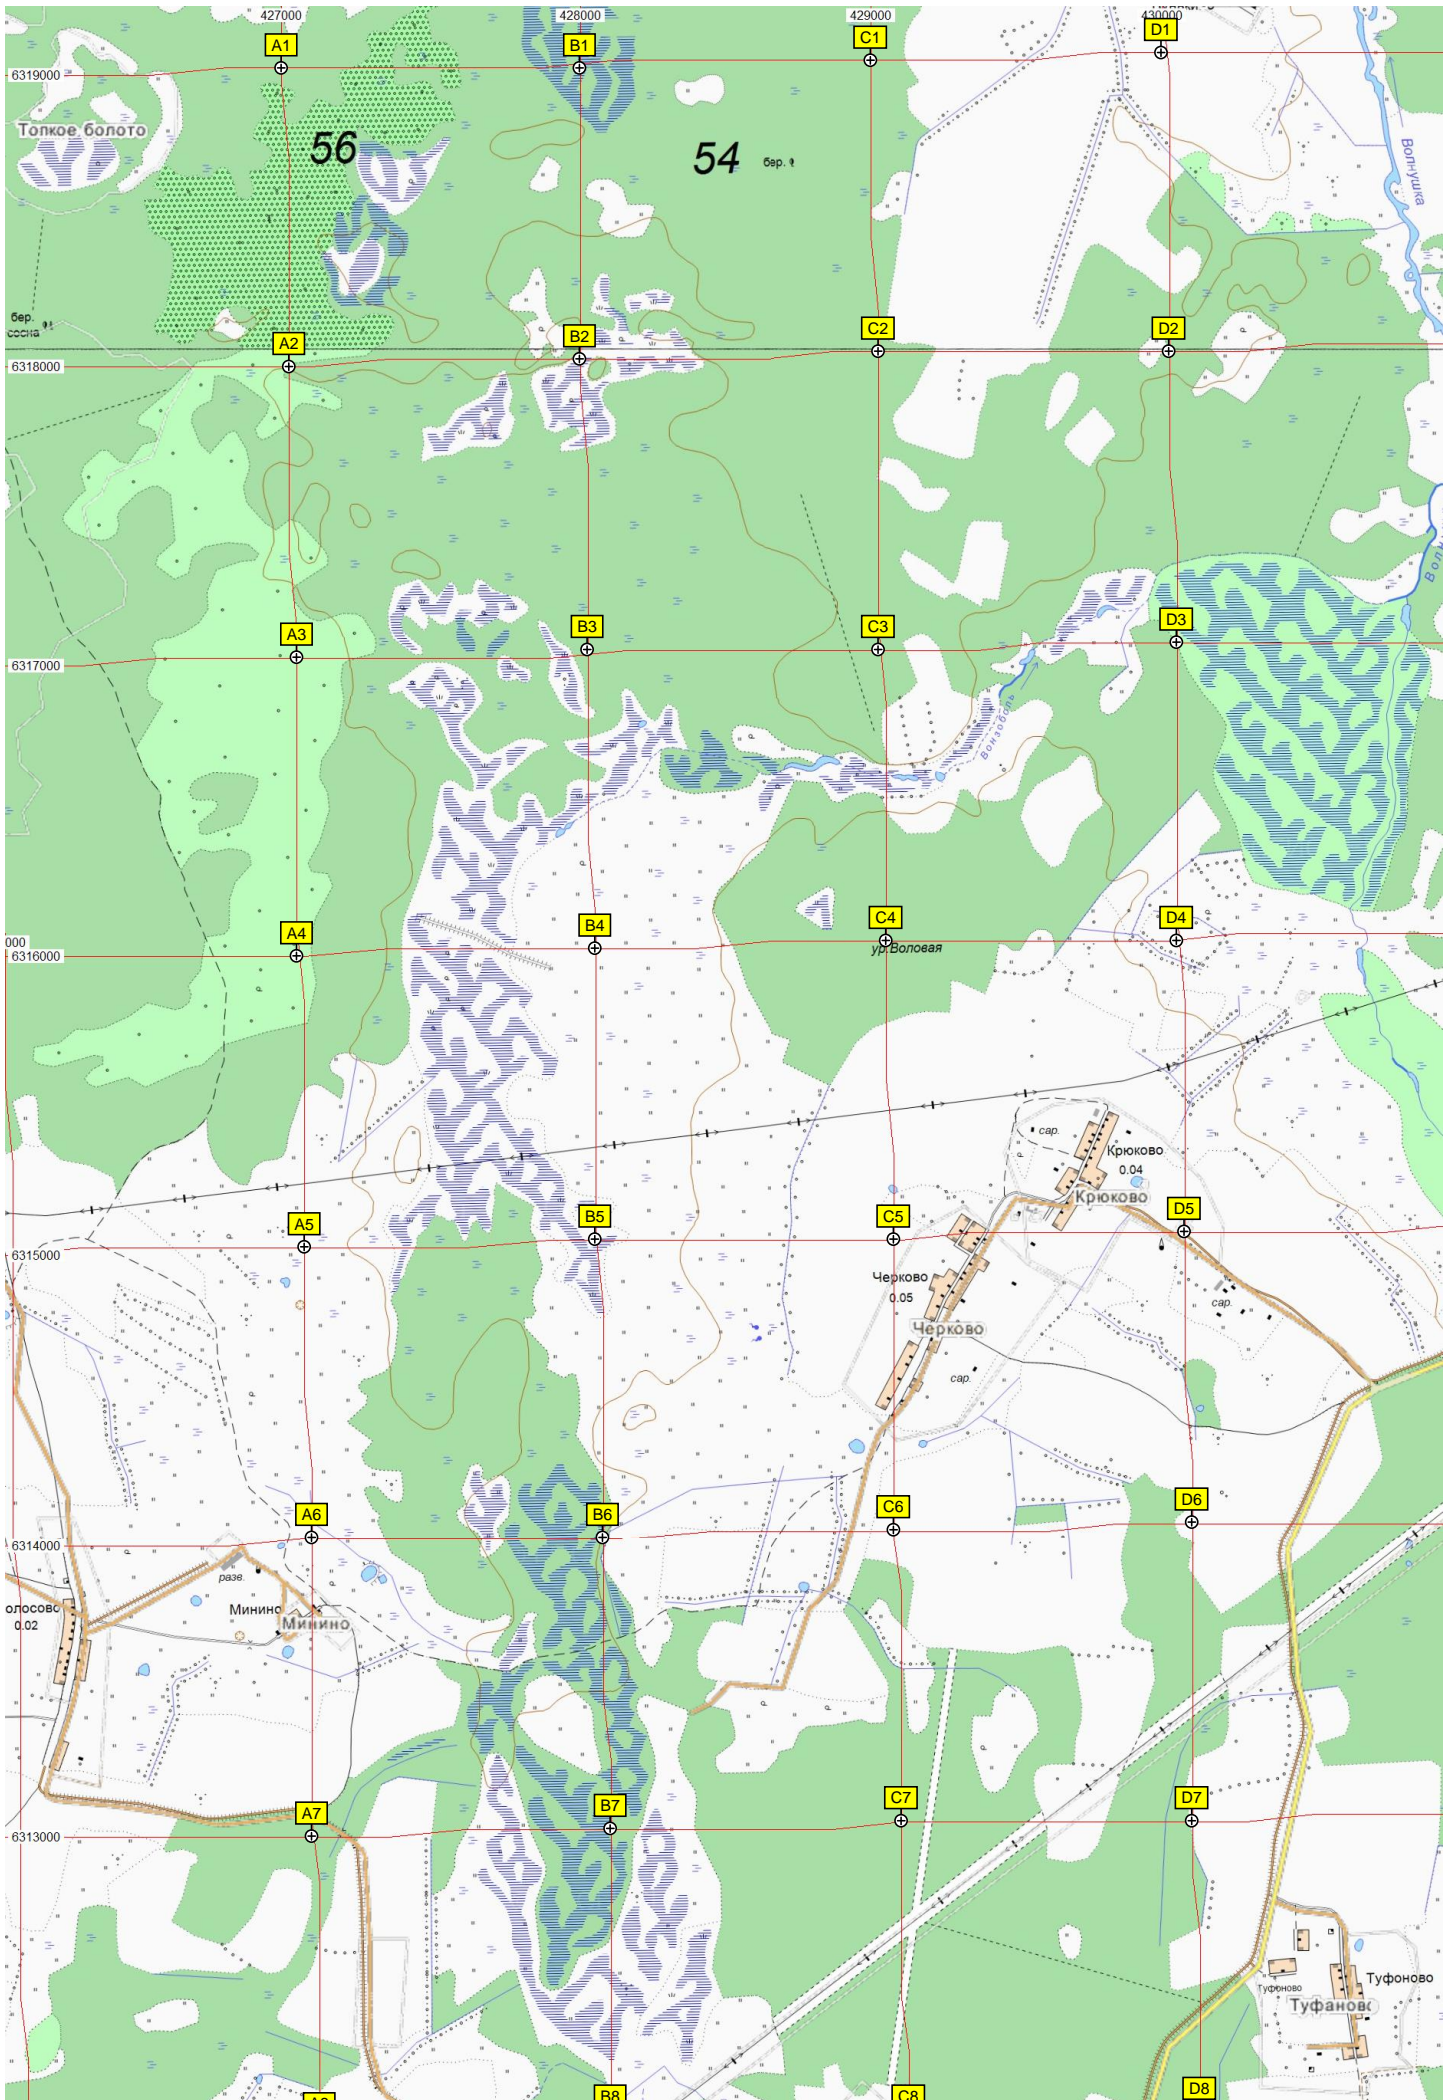 427000
428000
429000
430000
A1
B1
C1
D1
6319000
Топкое болото
56
54
бер.
Волнушка
бер.
сосна
A2
B2
C2
D2
6318000
A3
B3
C3
D3
6317000
Вонзоболь
A4
B4
C4
D4
000
6316000
ур.Воловая
сар.
Крюково
0.04
Крюково
A5
B5
C5
D5
6315000
Черково
0.05
сар.
Черково
сар.
A6
B6
C6
D6
6314000
разв.
олосово
0.02
Минино
Минино
A7
B7
C7
D7
6313000
Туфоново
Туфоново
Туфаново
B8
C8
D8